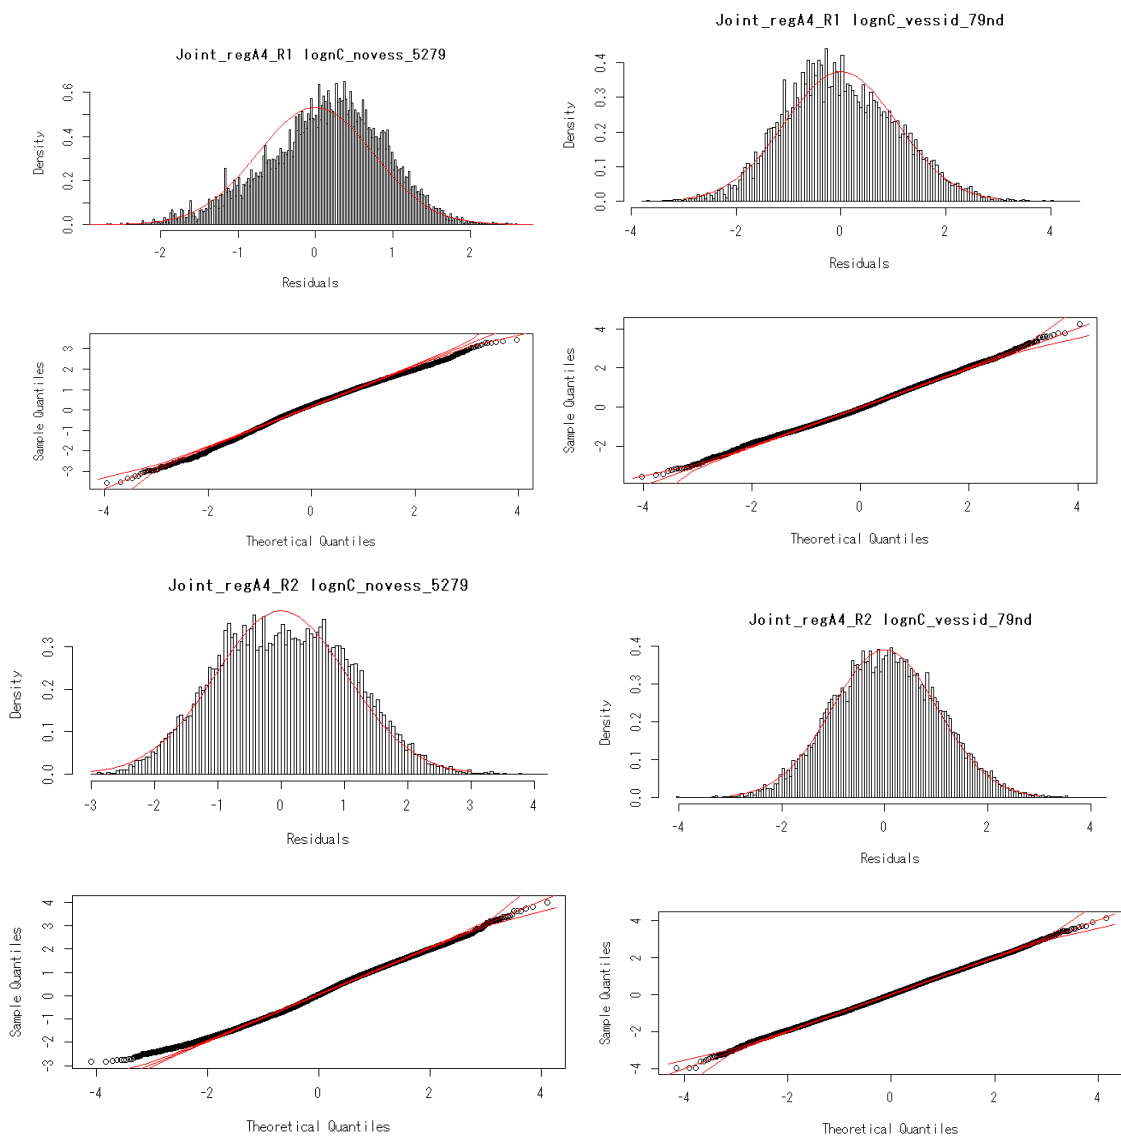 Joint_regA4_R1 lognC_novess_5279
Density
0.0 0.2 0.4 0.6
-2 -1 0 1 2
Residuals
Sample Quantiles
-3 -2 -1 0 1 2 3
-4 -2 0 2 4
Theoretical Quantiles
Joint_regA4_R1 lognC_vessid_79nd
Density
0.0 0.1 0.2 0.3 0.4
-4 -2 0 2 4
Residuals
Sample Quantiles
-2 0 2 4
-4 -2 0 2 4
Theoretical Quantiles
Joint_regA4_R2 lognC_novess_5279
Density
0.0 0.1 0.2 0.3
-3 -2 -1 0 1 2 3 4
Residuals
Sample Quantiles
-3 -2 -1 0 1 2 3 4
-4 -2 0 2 4
Theoretical Quantiles
Joint_regA4_R2 lognC_vessid_79nd
Density
0.0 0.1 0.2 0.3 0.4
-4 -2 0 2 4
Residuals
Sample Quantiles
-4 -2 0 2 4
-4 -2 0 2 4
Theoretical Quantiles